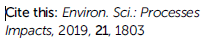 Cite this: Environ. Sci.: Processes
Impacts, 2019, 21, 1803